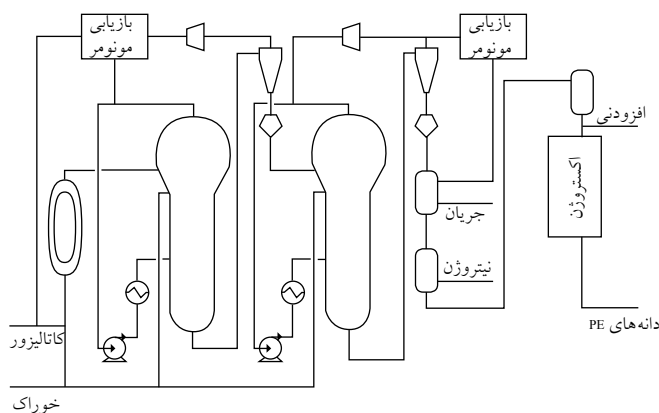 بازیابی
مونومر
بازیابی
مونومر
افزودنی
اکستروژن
جریان
نیتروژن
کاتالیزور
دانه‌های PE
خوراک